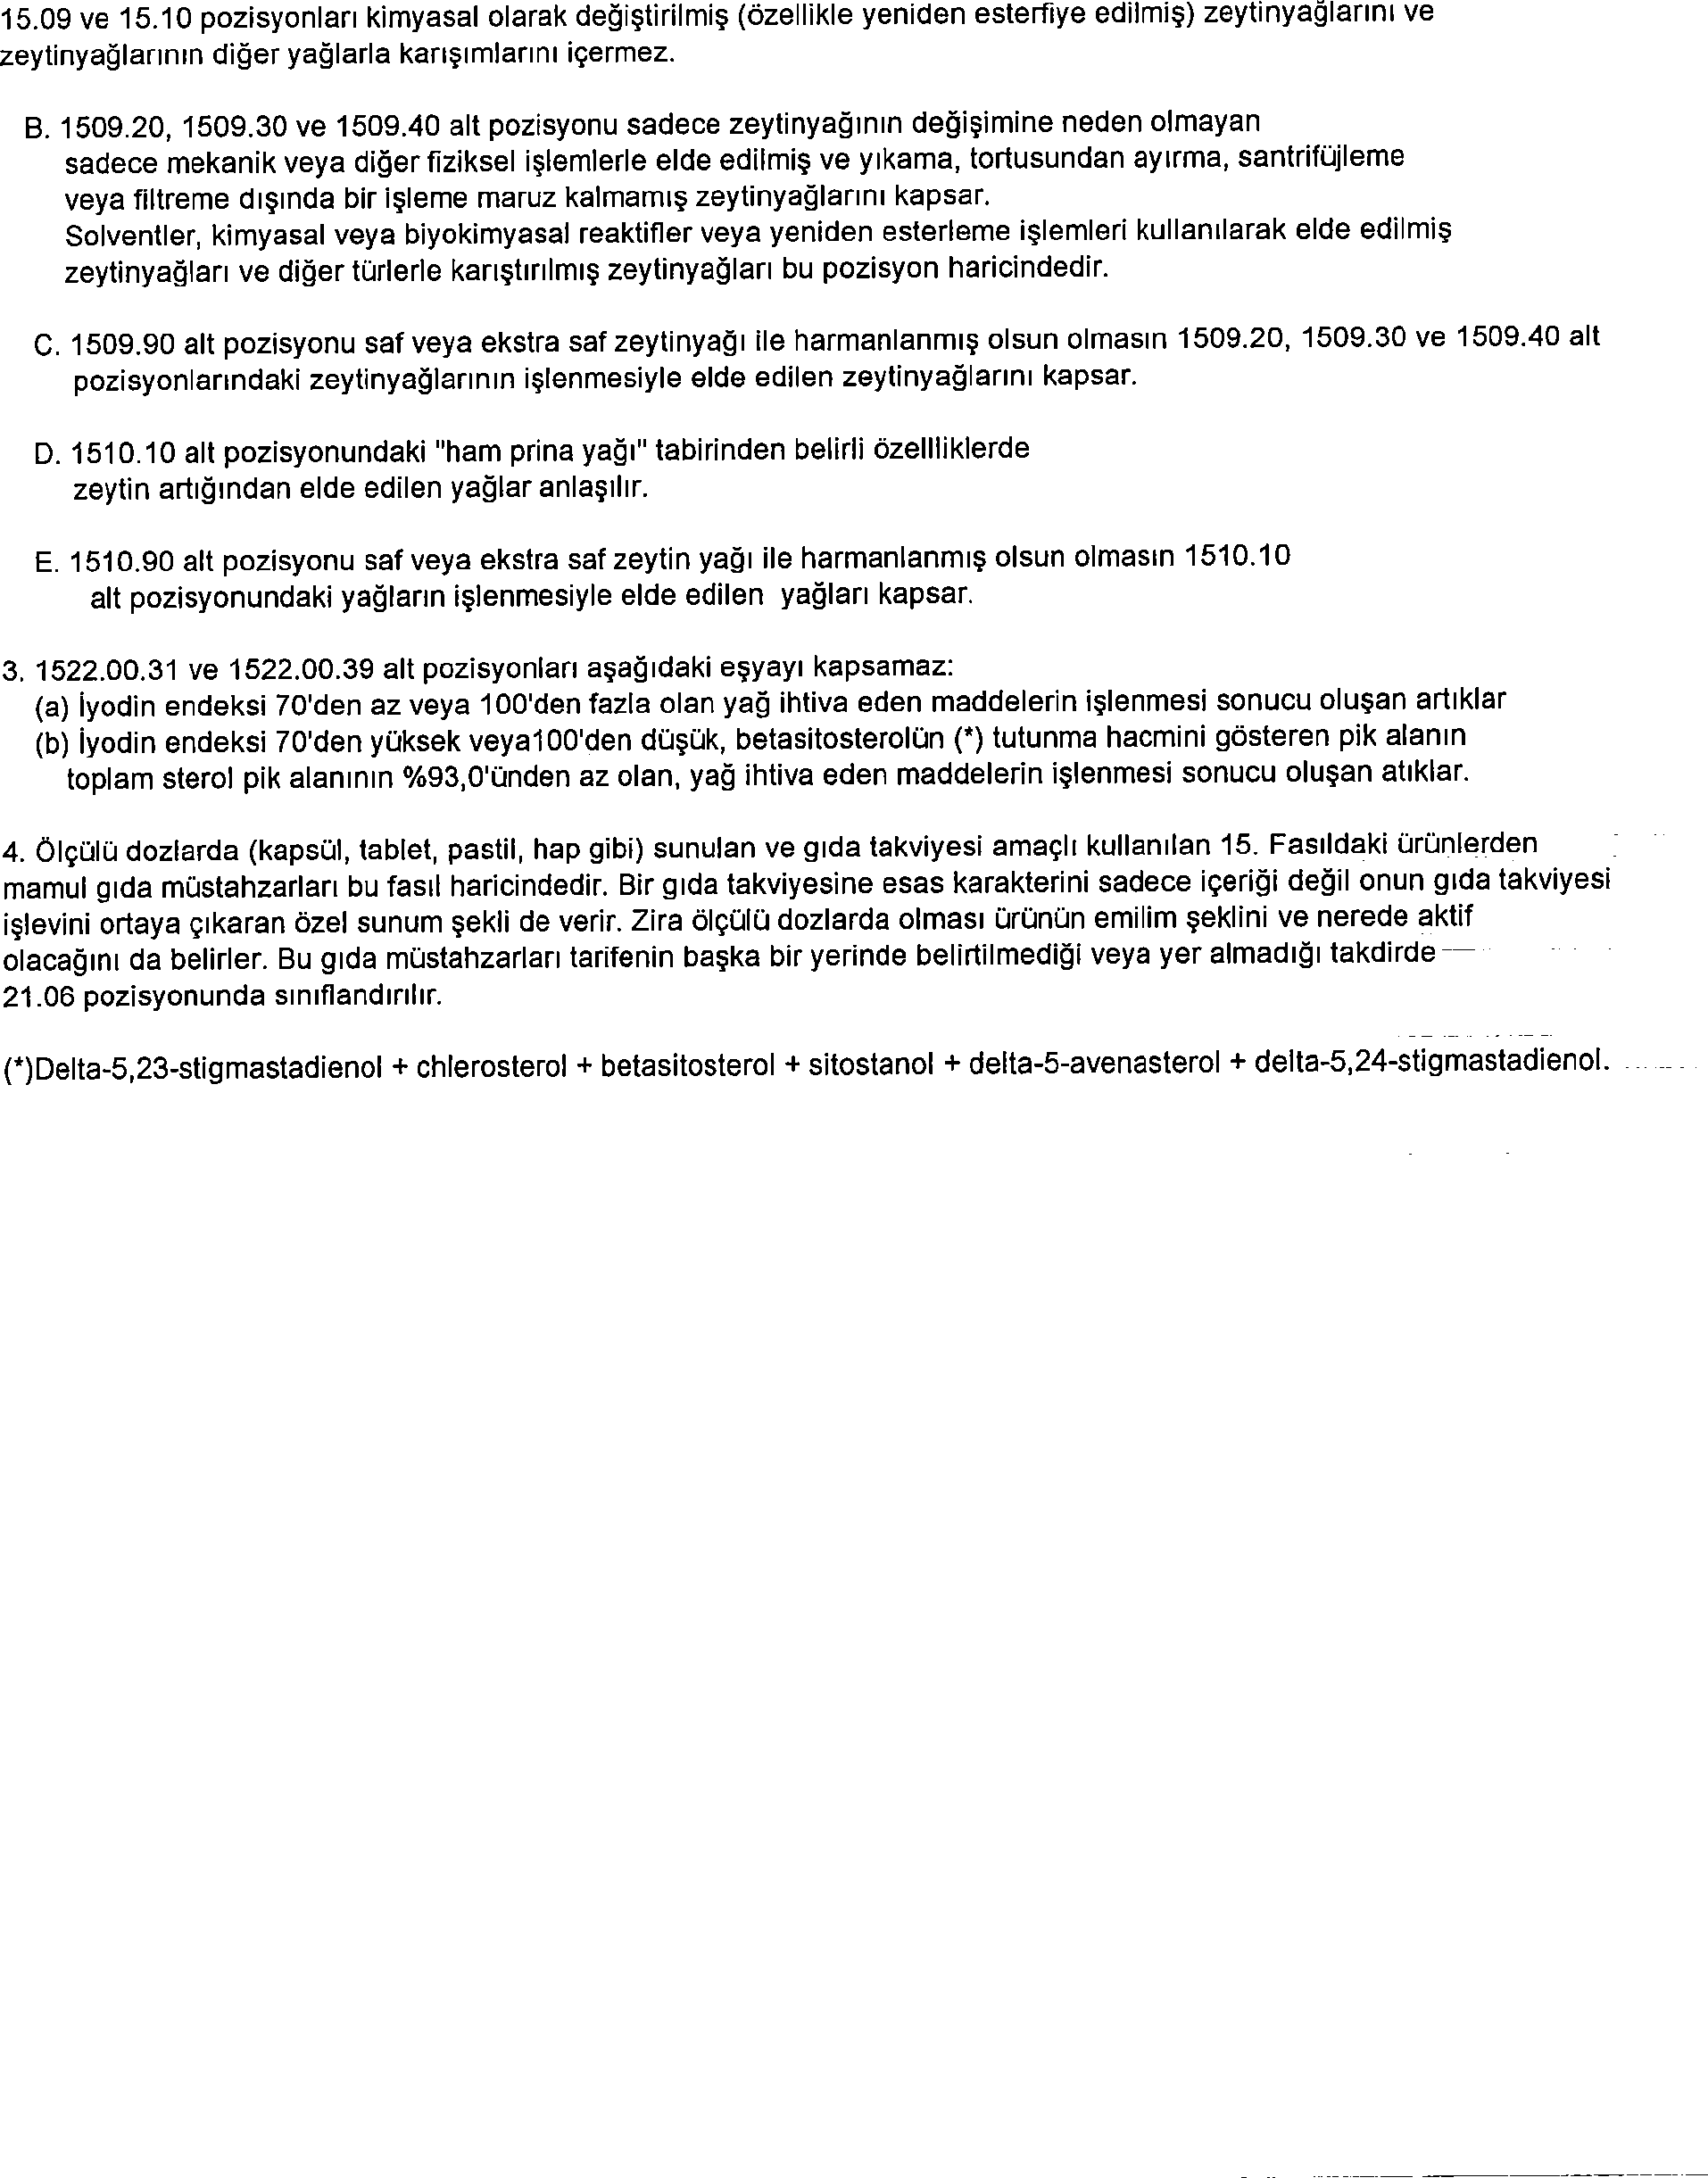 15.09 ve 15.10 pozisyonları kimyasal olarak değiştirilmiş (özellikle yeniden esterfiye edilmiş) zeytinyağlarını ve
zeytinyağlarının diğer yağlarla karışımlarını içermez.
B. 1509.20, 1509.30 ve 1509.40 alt pozisyonu sadece zeytinyağının değişimine neden olmayan
sadece mekanik veya diğer fiziksel işlemlerle elde edilmiş ve yıkama, tortusundan ayırma, santrifüjleme
veya filtreme dışında bir işleme maruz kalmamış zeytinyağlarını kapsar.
Solventler, kimyasal veya biyokimyasal reaktifler veya yeniden esterleme işlemleri kullanılarak elde edilmiş
zeytinyağları ve diğer türlerle karıştırılmış zeytinyağları bu pozisyon haricindedir.
C. 1509.90 alt pozisyonu saf veya ekstra saf zeytinyağı ile harmanlanmış olsun olmasın 1509.20, 1509.30 ve 1509.40 alt
pozisyonlarındaki zeytinyağlarının işlenmesiyle elde edilen zeytinyağlarını kapsar.
D. 1510.10 alt pozisyonundaki "ham prina yağı" tabirinden belirli özellliklerde
zeytin artığından elde edilen yağlar anlaşılır.
E. 1510.90 alt pozisyonu saf veya ekstra saf zeytin yağı ile harmanlanmış olsun olmasın 1510.10
alt pozisyonundaki yağların işlenmesiyle elde edilen yağları kapsar.
3. 1522.00.31 ve 1522.00.39 alt pozisyonları aşağıdaki eşyayı kapsamaz:
(a) İyodin endeksi 70'den az veya 100'den fazla olan yağ ihtiva eden maddelerin işlenmesi sonucu oluşan artıklar
(b) İyodin endeksi 70'den yüksek veya100'den düşük, betasitosterolün (*) tutunma hacmini gösteren pik alanın
toplam sterol pik alanının %93,0'ünden az olan, yağ ihtiva eden maddelerin işlenmesi sonucu oluşan atıklar.
4. Ölçülü dozlarda (kapsül, tablet, pastil, hap gibi) sunulan ve gıda takviyesi amaçlı kullanılan 15. Fasıldaki ürünlerden
mamul gıda müstahzarları bu fasıl haricindedir. Bir gıda takviyesine esas karakterini sadece içeriği değil onun gıda takviyesi
işlevini ortaya çıkaran özel sunum şekli de verir. Zira ölçülü dozlarda olması ürünün emilim şeklini ve nerede aktif
olacağını da belirler. Bu gıda müstahzarları tarifenin başka bir yerinde belirtilmediği veya yer almadığı takdirde
21.06 pozisyonunda sınıflandırılır.
(*)Delta-5,23-stigmastadienol + chlerosterol + betasitosterol + sitostanol + delta-5-avenasterol + delta-5,24-stigmastadienol.